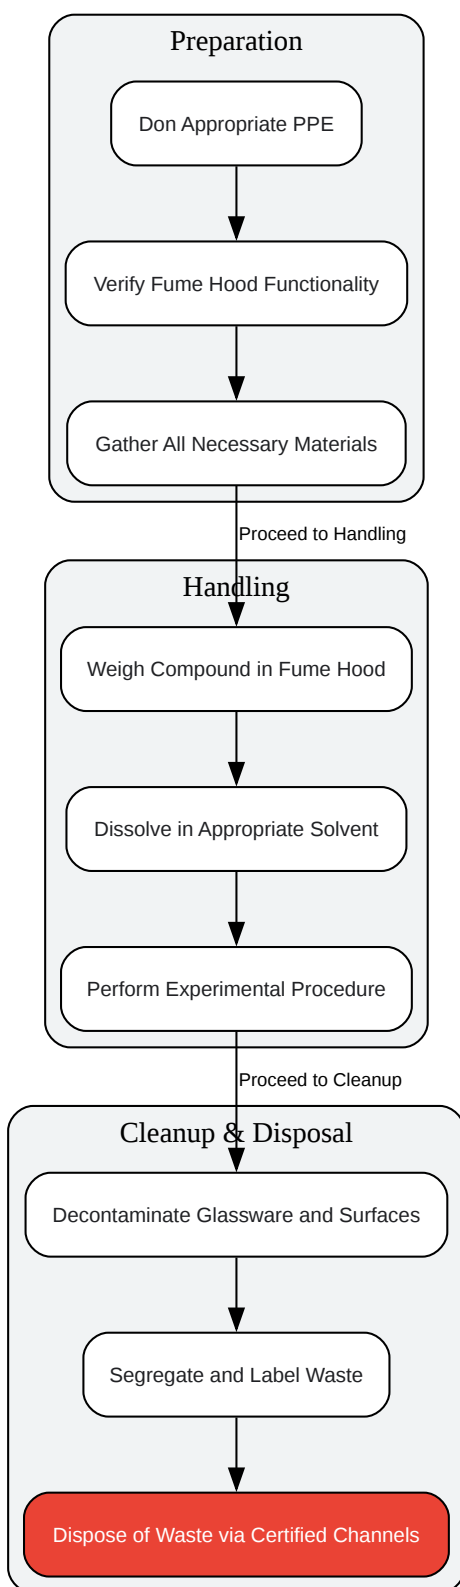 Preparation
Don Appropriate PPE
Verify Fume Hood Functionality
Gather All Necessary Materials
Proceed to Handling
Handling
Weigh Compound in Fume Hood
Dissolve in Appropriate Solvent
Perform Experimental Procedure
Proceed to Cleanup
Cleanup & Disposal
Decontaminate Glassware and Surfaces
Segregate and Label Waste
Dispose of Waste via Certified Channels